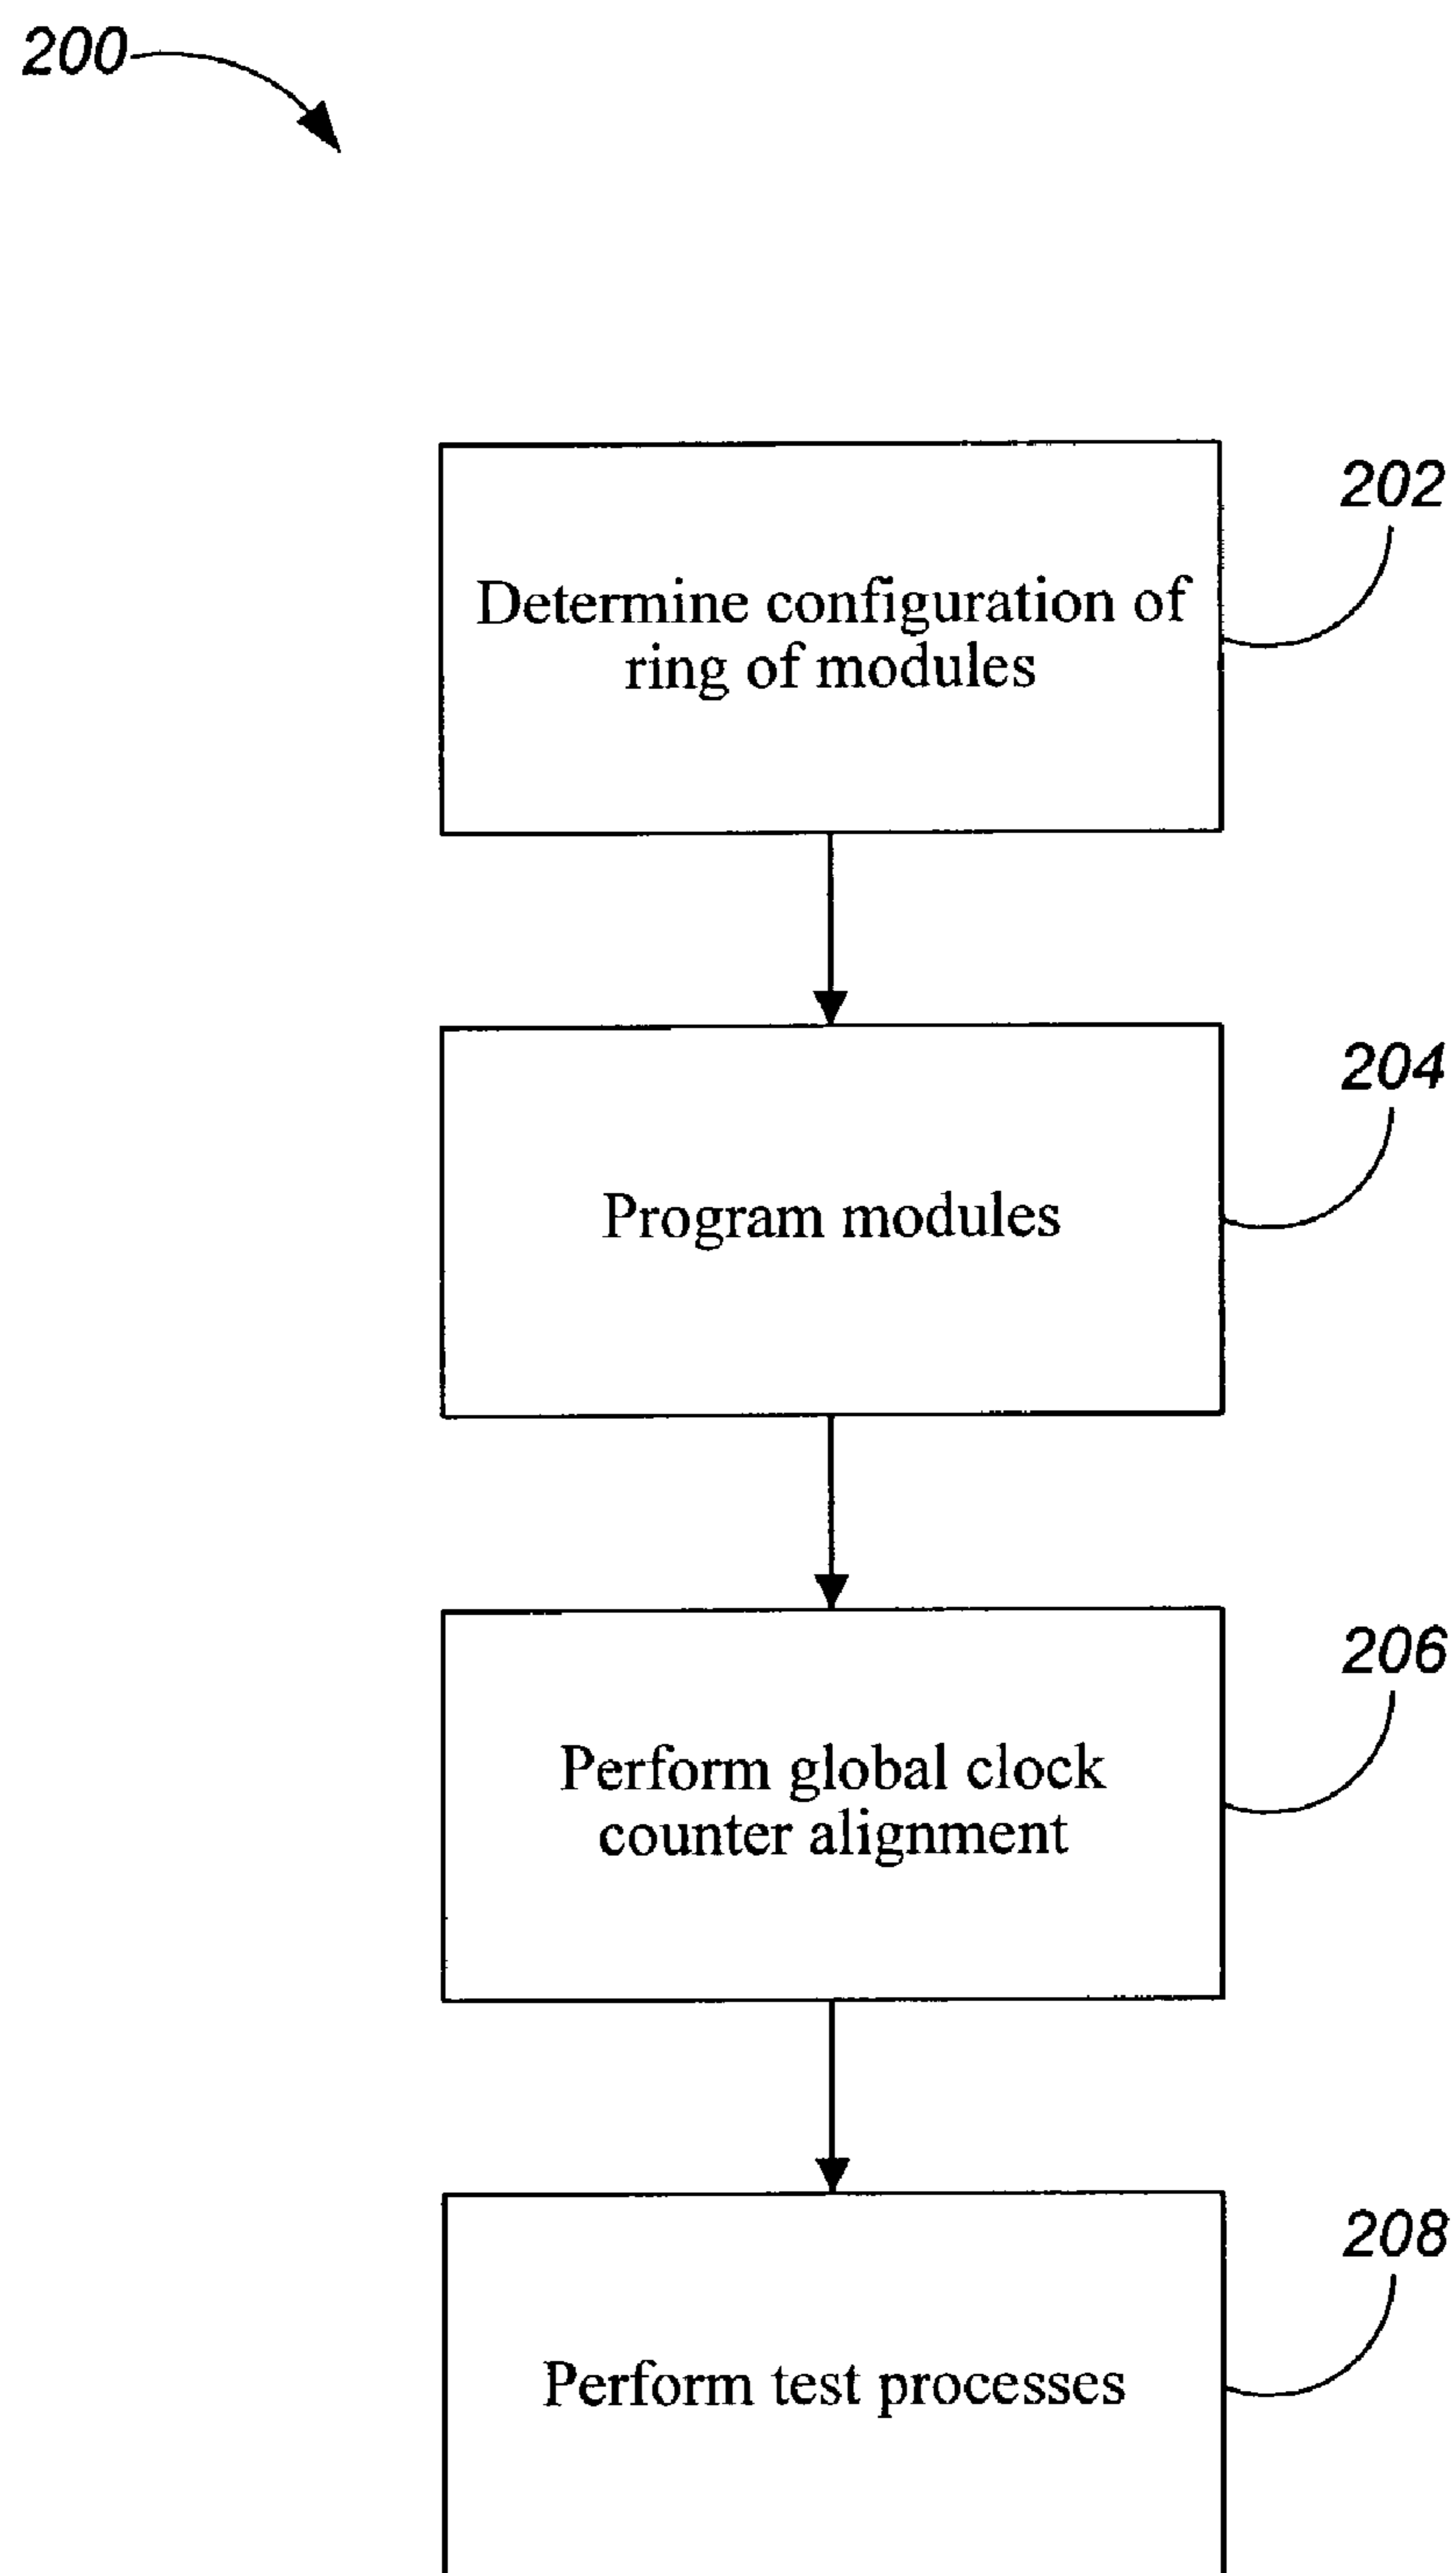 200
202
Determine configuration of
ring of modules
204
Program modules
206
Perform global clock
counter alignment
208
Perform test processes